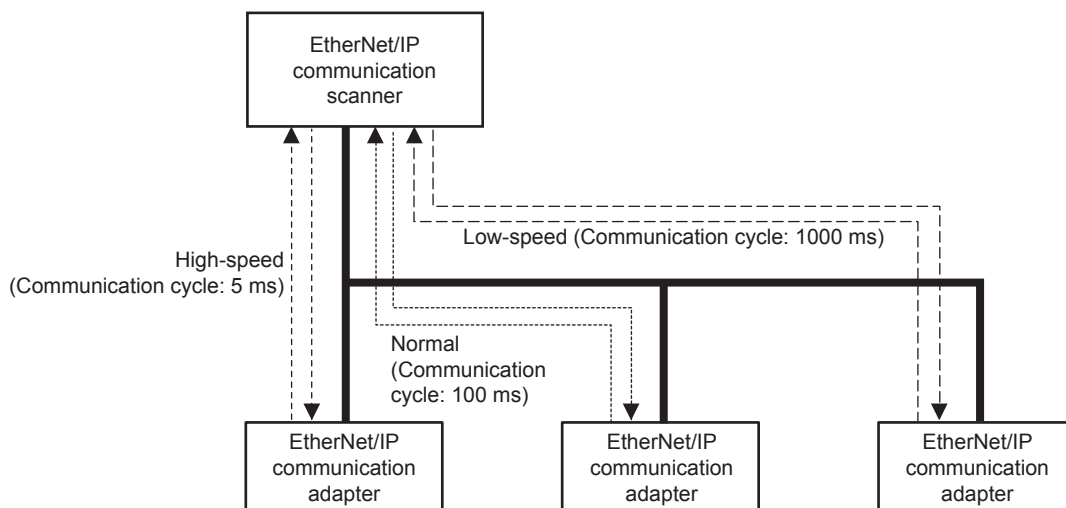 EtherNet/IP
communication
scanner
Low-speed (Communication cycle: 1000 ms)
High-speed
(Communication cycle: 5 ms)
Normal
(Communication
cycle: 100 ms)
EtherNet/IP
communication
adapter
EtherNet/IP
communication
adapter
EtherNet/IP
communication
adapter